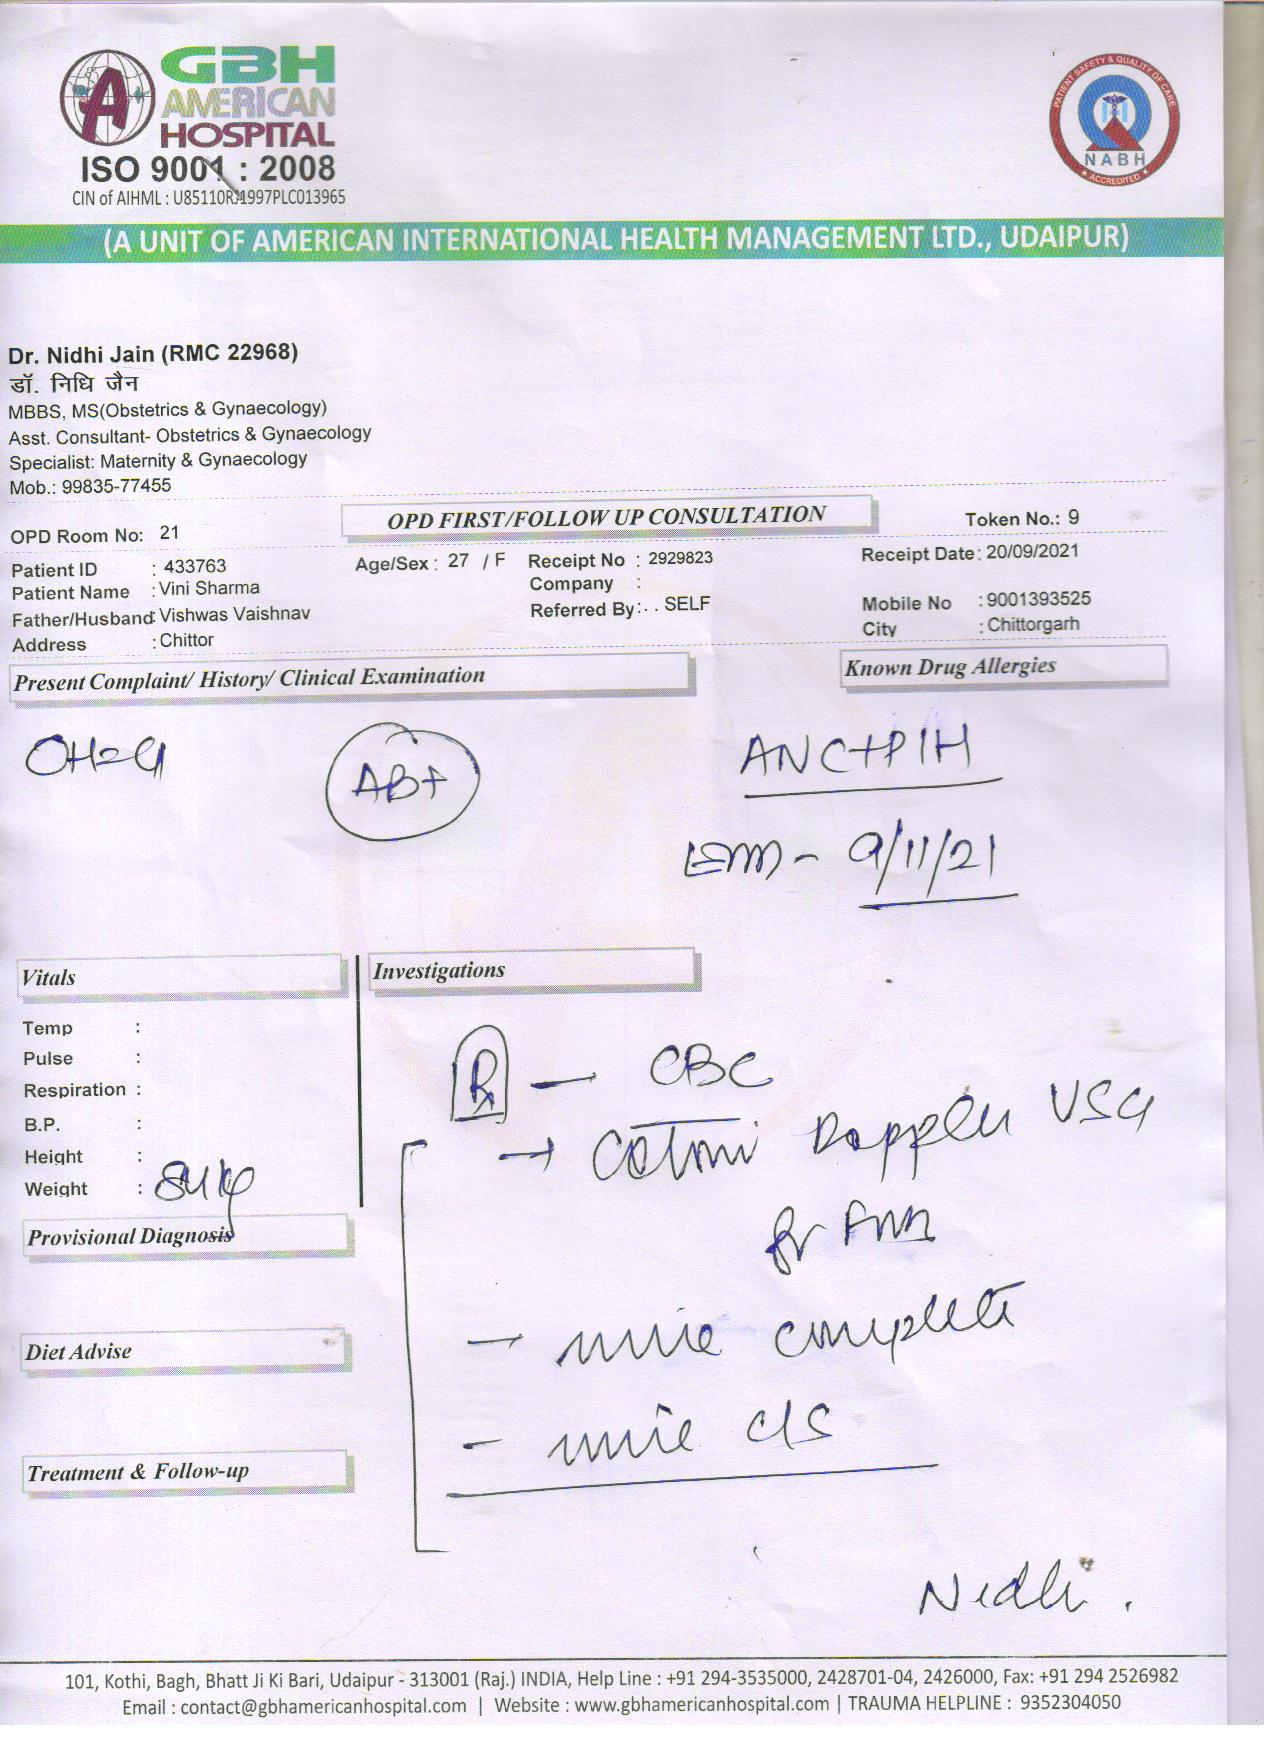 GBH
AMERICAN
HOSPITAL
ISO 9001 : 2008
CIN of AIHML : U85110RJ1997PLC013965
PATIENT SAFETY & QUALITY OF CARE
NABH
ACCREDITED
(A UNIT OF AMERICAN INTERNATIONAL HEALTH MANAGEMENT LTD., UDAIPUR)
Dr. Nidhi Jain (RMC 22968)
डॉ. निधि जैन
MBBS, MS(Obstetrics & Gynaecology)
Asst. Consultant- Obstetrics & Gynaecology
Specialist: Maternity & Gynaecology
Mob.: 99835-77455
OPD Room No: 21 OPD FIRST/FOLLOW UP CONSULTATION Token No.: 9
Patient ID : 433763 Age/Sex : 27 / F Receipt No : 2929823 Receipt Date: 20/09/2021
Patient Name : Vini Sharma Company :
Father/Husband: Vishwas Vaishnav Referred By:. . SELF Mobile No : 9001393525
Address : Chittor City : Chittorgarh
Present Complaint/ History/ Clinical Examination Known Drug Allergies
AB+ ANC+PIH
9/11/21
Vitals Investigations
Temp :
Pulse :
Respiration :
B.P. :
Height :
Weight :
Rx — CBC
→ Doppler USG
for
Provisional Diagnosis
— complete
Diet Advise
- c/s
Treatment & Follow-up
Nidhi.
101, Kothi, Bagh, Bhatt Ji Ki Bari, Udaipur - 313001 (Raj.) INDIA, Help Line : +91 294-3535000, 2428701-04, 2426000, Fax: +91 294 2526982
Email : contact@gbhamericanhospital.com | Website : www.gbhamericanhospital.com | TRAUMA HELPLINE : 9352304050